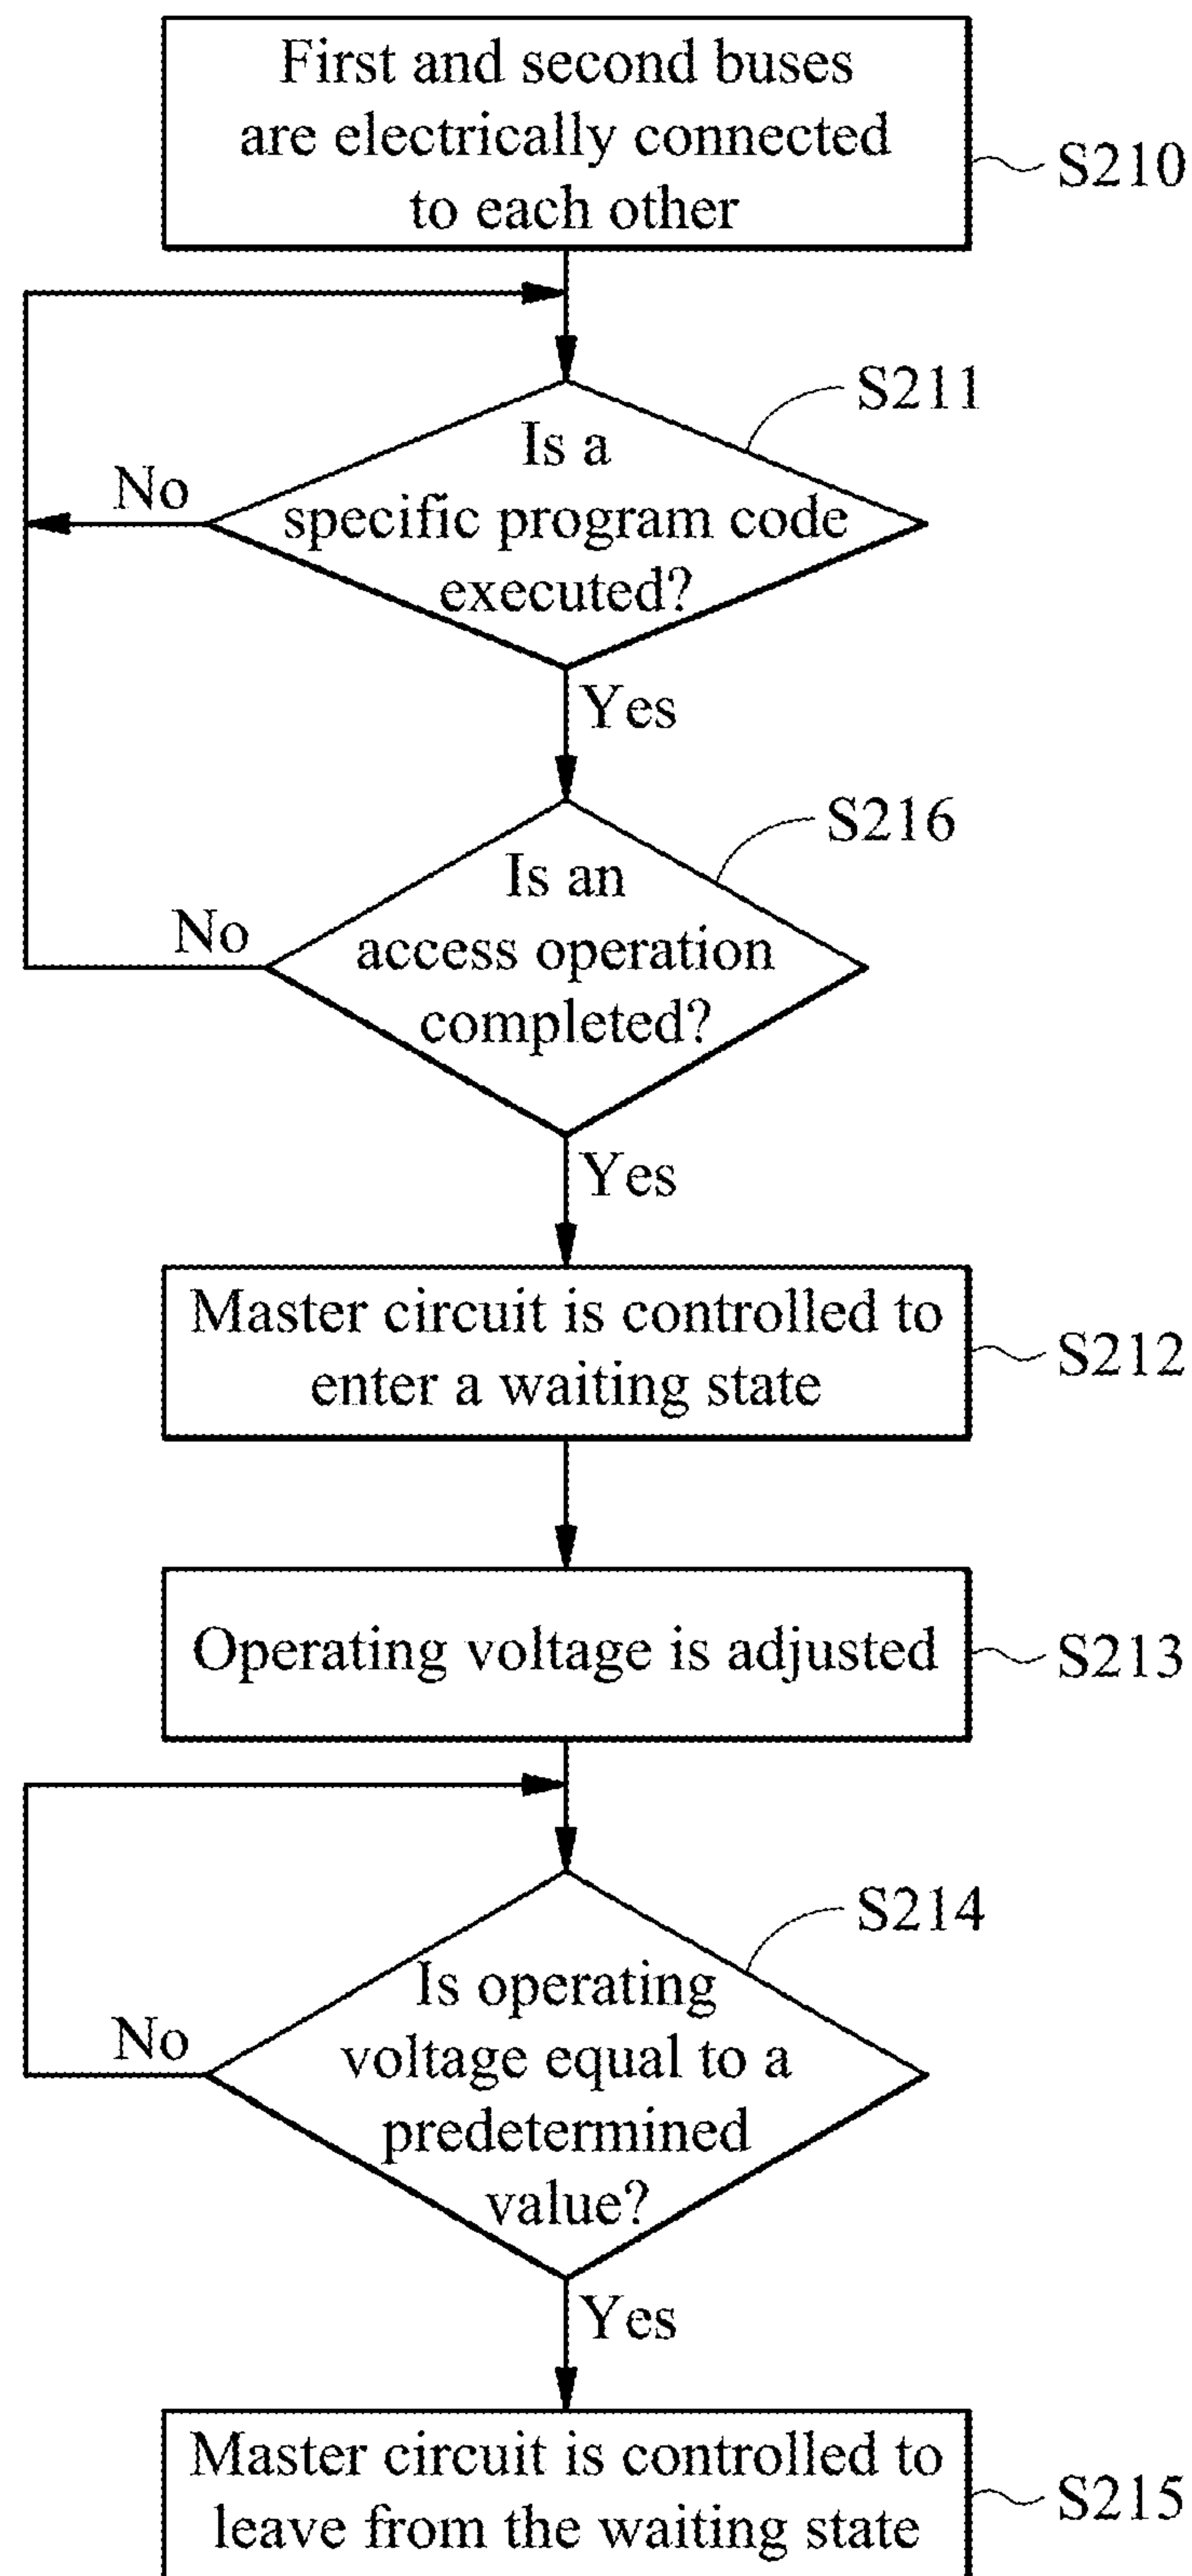 First and second buses
are electrically connected
to each other
S210
S211
Is a
specific program code
executed?
No
Yes
S216
Is an
access operation
completed?
No
Yes
Master circuit is controlled to
enter a waiting state
S212
Operating voltage is adjusted
S213
S214
Is operating
voltage equal to a
predetermined
value?
No
Yes
Master circuit is controlled to
leave from the waiting state
S215